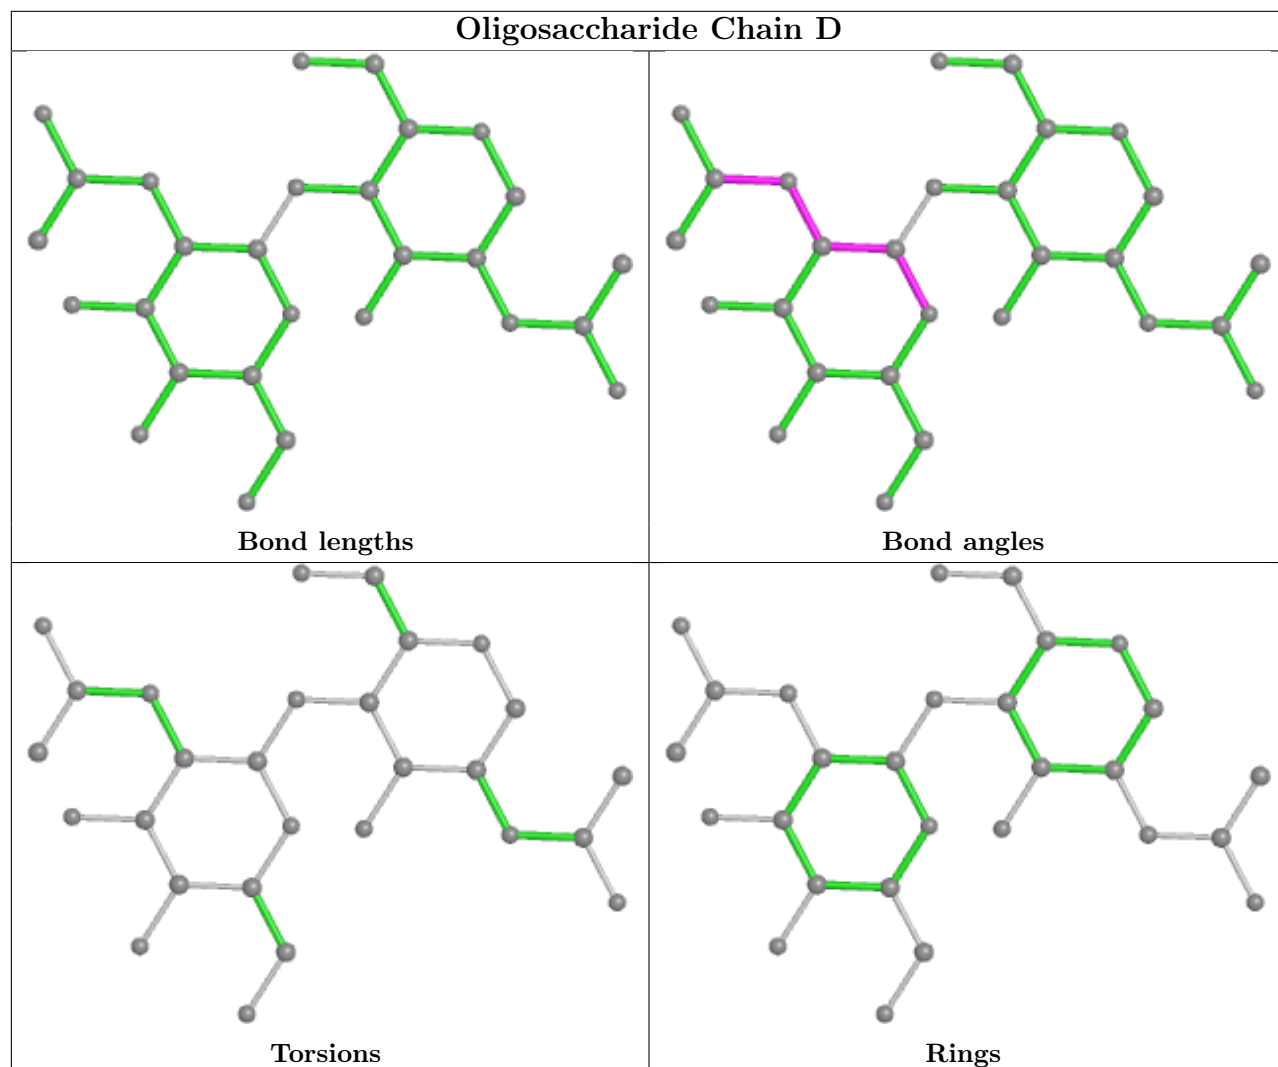 Oligosaccharide Chain D
Bond lengths
Bond angles
Torsions
Rings